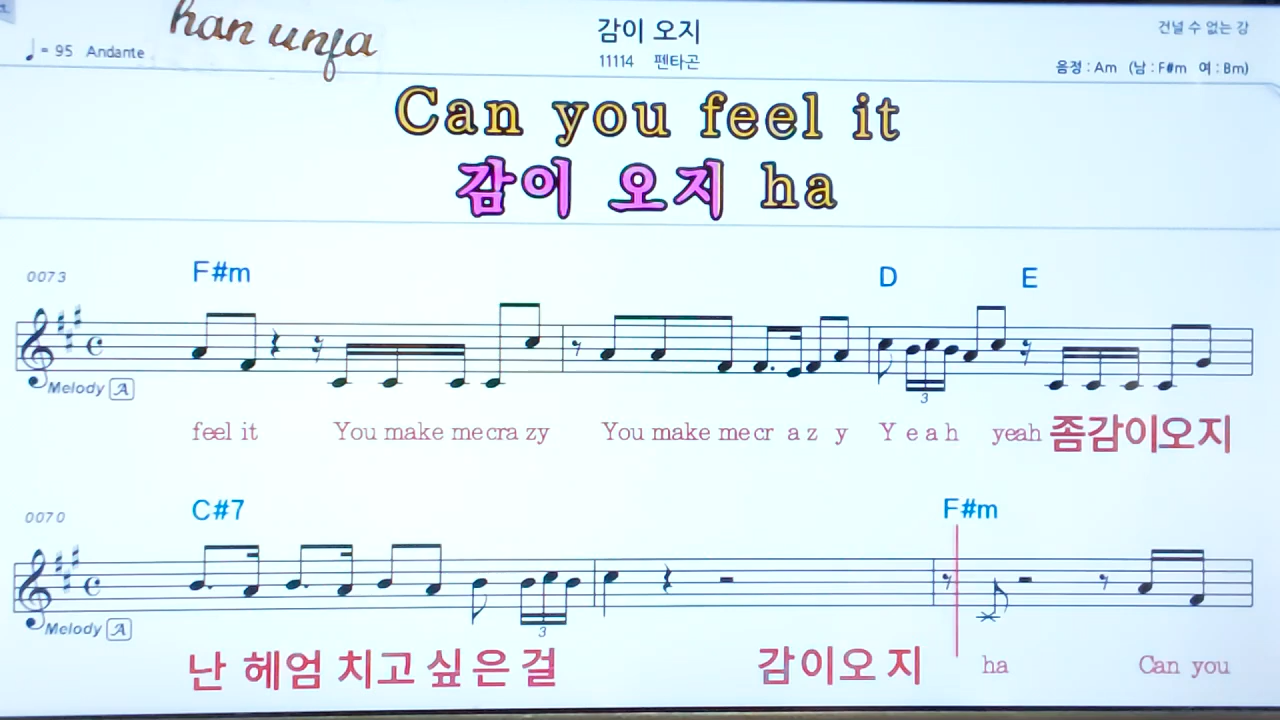 han unja
♩= 95 Andante
감이 오지
11114 펜타곤
건널 수 없는 강
음정 : Am (남 : F#m 여 : Bm)
Can you feel it
감이 오지 ha
0073
F#m D E
Melody A
feel it You make me cra zy You make me cr a z y Y e a h yeah 좀감이오지
0070
C#7 F#m
3
Melody A
3
난 헤엄 치고 싶은걸 감이오 지 ha Can you